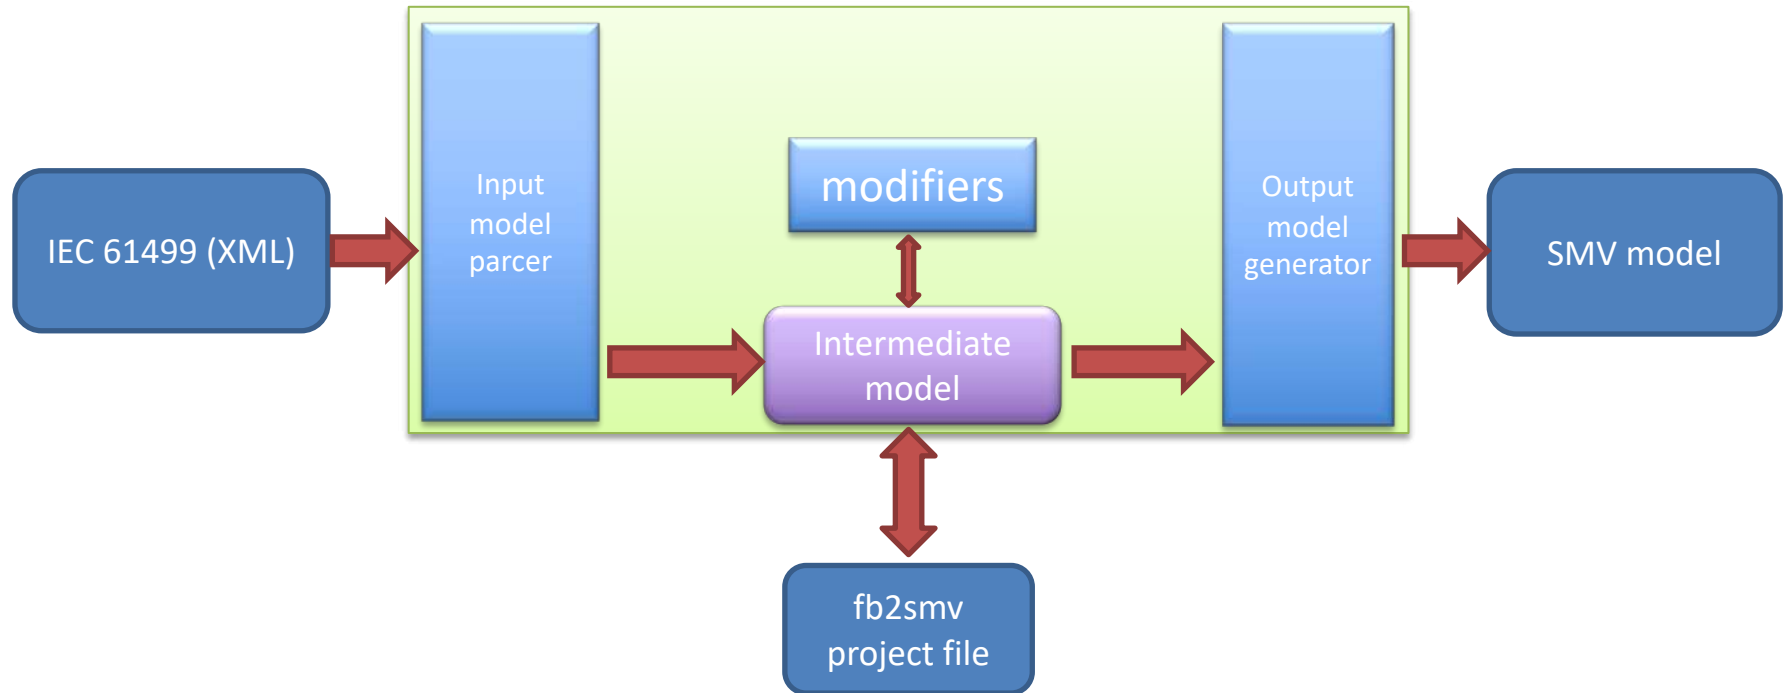 IEC 61499 (XML)
Input
model
parcer
modifiers
Intermediate
model
Output
model
generator
SMV model
fb2smv
project file